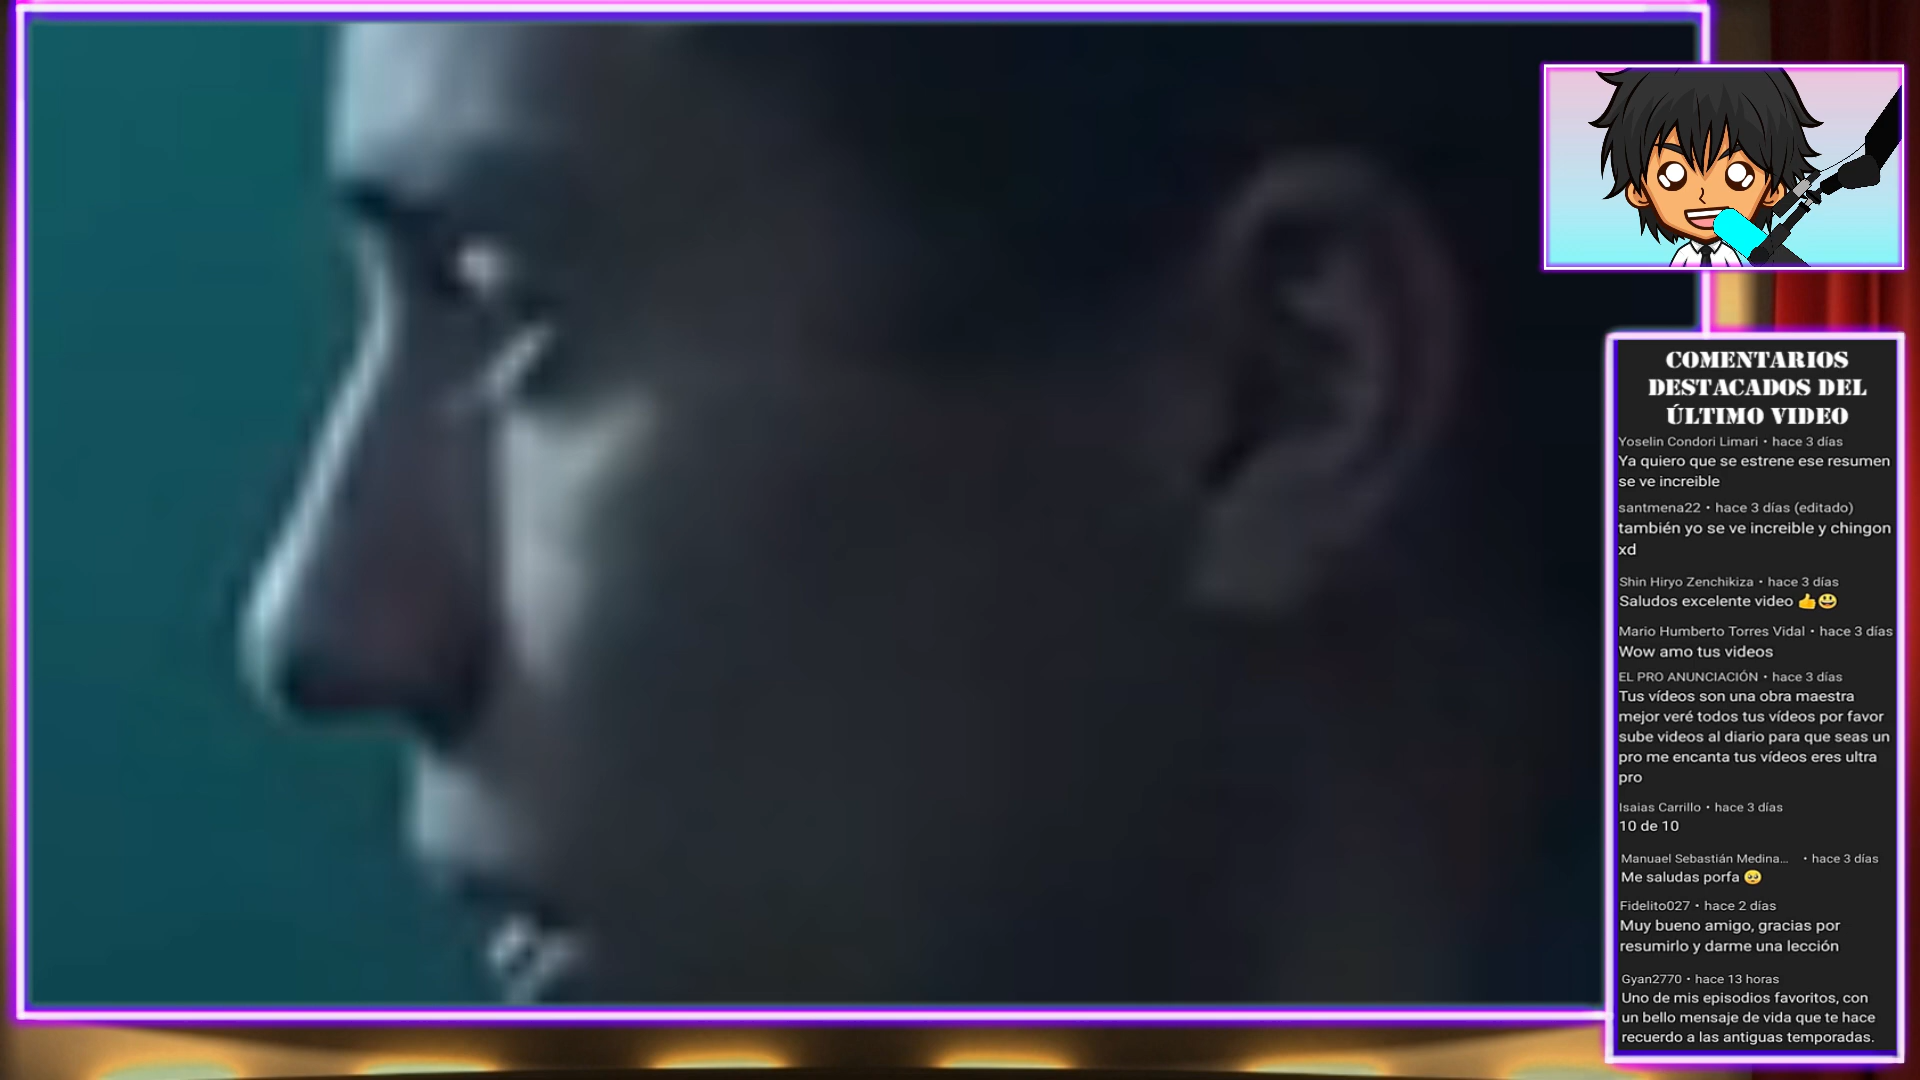 COMENTARIOS
DESTACADOS DEL
ÚLTIMO VIDEO
Yoselin Condori Limari • hace 3 días
Ya quiero que se estrene ese resumen
se ve increible
santmena22 • hace 3 días (editado)
también yo se ve increible y chingon
xd
Shin Hiryo Zenchikiza • hace 3 días
Saludos excelente video 👍😃
Mario Humberto Torres Vidal • hace 3 días
Wow amo tus videos
EL PRO ANUNCIACIÓN • hace 3 días
Tus vídeos son una obra maestra
mejor veré todos tus vídeos por favor
sube videos al diario para que seas un
pro me encanta tus vídeos eres ultra
pro
Isaias Carrillo • hace 3 días
10 de 10
Manuael Sebastián Medina... • hace 3 días
Me saludas porfa 🥺
Fidelito027 • hace 2 días
Muy bueno amigo, gracias por
resumirlo y darme una lección
Gyan2770 • hace 13 horas
Uno de mis episodios favoritos, con
un bello mensaje de vida que te hace
recuerdo a las antiguas temporadas.